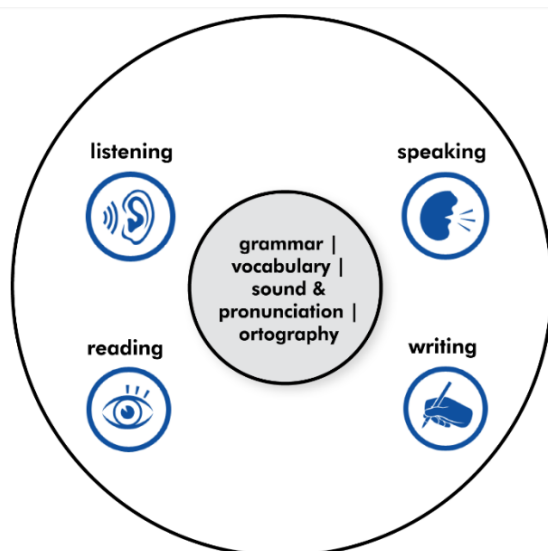 listening
speaking
grammar |
vocabulary |
sound &
pronunciation |
ortography
reading
writing